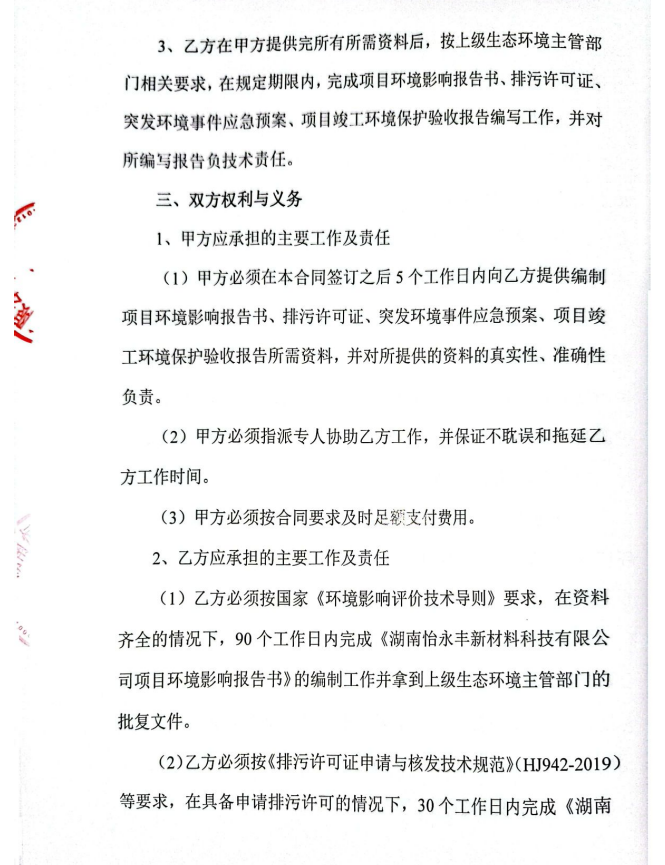 3、乙方在甲方提供完所有所需资料后，按上级生态环境主管部
门相关要求，在规定期限内，完成项目环境影响报告书、排污许可证、
突发环境事件应急预案、项目竣工环境保护验收报告编写工作，并对
所编写报告负技术责任。
三、双方权利与义务
1、甲方应承担的主要工作及责任
（1）甲方必须在本合同签订之后 5 个工作日内向乙方提供编制
项目环境影响报告书、排污许可证、突发环境事件应急预案、项目竣
工环境保护验收报告所需资料，并对所提供的资料的真实性、准确性
负责。
（2）甲方必须指派专人协助乙方工作，并保证不耽误和拖延乙
方工作时间。
（3）甲方必须按合同要求及时足额支付费用。
2、乙方应承担的主要工作及责任
（1）乙方必须按国家《环境影响评价技术导则》要求，在资料
齐全的情况下，90 个工作日内完成《湖南怡永丰新材料科技有限公
司项目环境影响报告书》的编制工作并拿到上级生态环境主管部门的
批复文件。
（2）乙方必须按《排污许可证申请与核发技术规范》（HJ942-2019）
等要求，在具备申请排污许可的情况下，30 个工作日内完成《湖南